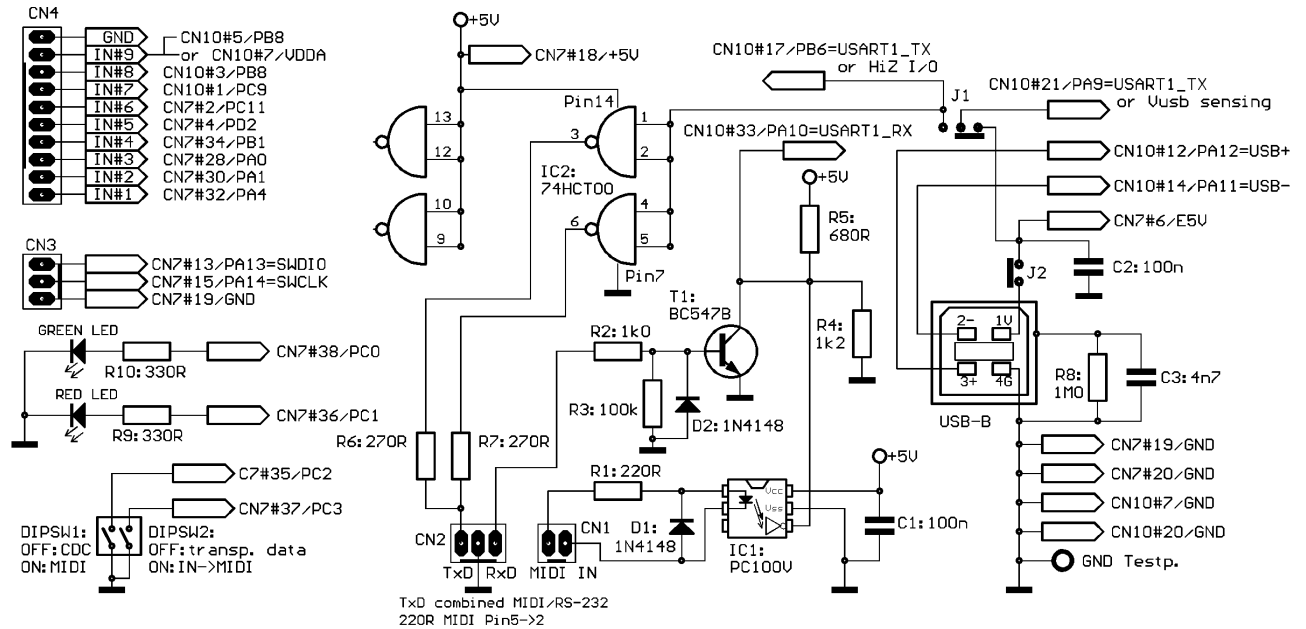 CN4
GND
CN10#5/PB8
IN#9
or CN10#7/VDDA
IN#8
CN10#3/PB8
IN#7
CN10#1/PC9
IN#6
CN7#2/PC11
IN#5
CN7#4/PD2
IN#4
CN7#34/PB1
IN#3
CN7#28/PA0
IN#2
CN7#30/PA1
IN#1
CN7#32/PA4
CN3
CN7#13/PA13=SWDIO
CN7#15/PA14=SWCLK
CN7#19/GND
GREEN LED
CN7#38/PC0
R10:330R
RED LED
CN7#36/PC1
R9:330R
C7#35/PC2
CN7#37/PC3
DIPSW1:
OFF:CDC
ON:MIDI
DIPSW2:
OFF:transp. data
ON:IN->MIDI
+5V
CN7#18/+5V
Pin14
13
12
10
9
1
2
3
IC2:
74HCT00
4
5
6
Pin7
CN10#17/PB6=USART1_TX
or HiZ I/O
CN10#33/PA10=USART1_RX
J1
CN10#21/PA9=USART1_TX
or Vusb sensing
CN10#12/PA12=USB+
CN10#14/PA11=USB-
CN7#6/E5V
+5V
R5:
680R
J2
C2:100n
T1:
BC547B
R2:1k0
R4:
1k2
R3:100k
D2:1N4148
R6:270R
R7:270R
R1:220R
CN2
TxD
RxD
CN1
MIDI IN
D1:
1N4148
Vcc
Vss
IC1:
PC100V
+5V
C1:100n
TxD combined MIDI/RS-232
220R MIDI Pin5->2
2-
1V
3+
4G
USB-B
R8:
1M0
C3:4n7
CN7#19/GND
CN7#20/GND
CN10#7/GND
CN10#20/GND
GND Testp.